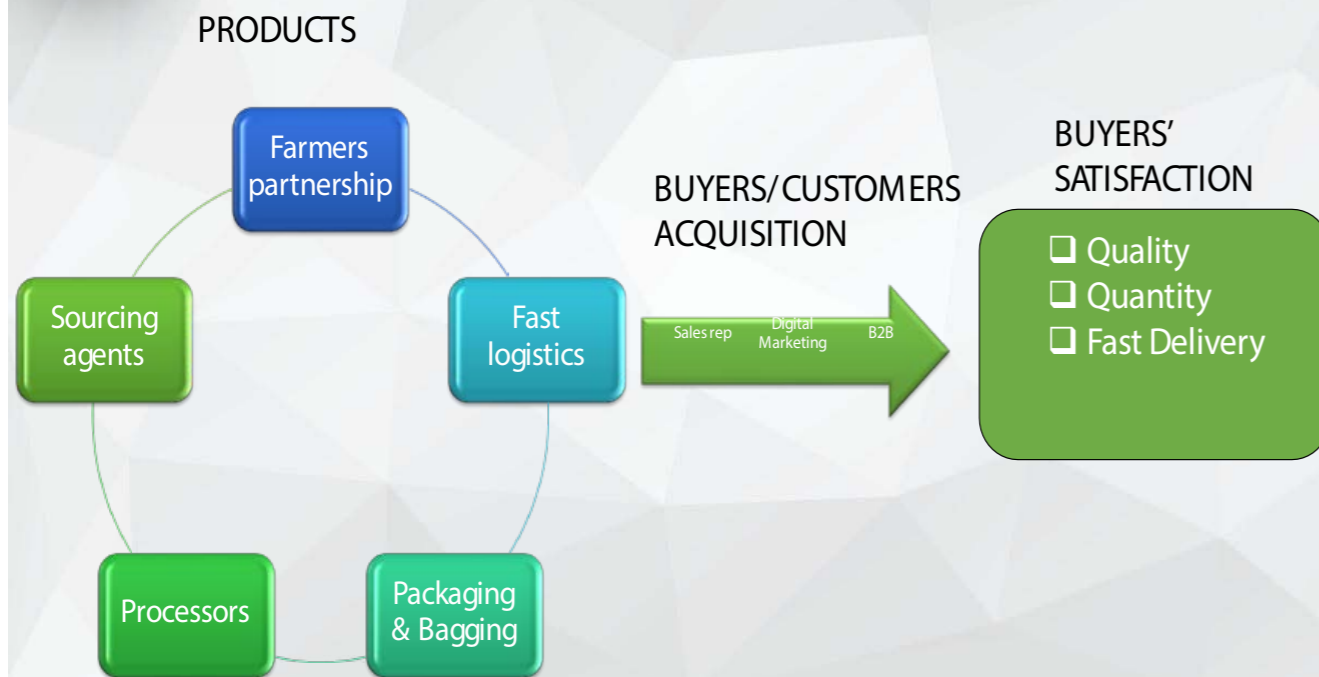 PRODUCTS
Farmers
partnership
Sourcing
agents
Fast
logistics
Processors
Packaging
& Bagging
BUYERS/CUSTOMERS
ACQUISITION
Sales rep
Digital
Marketing
B2B
BUYERS’
SATISFACTION
❑ Quality
❑ Quantity
❑ Fast Delivery